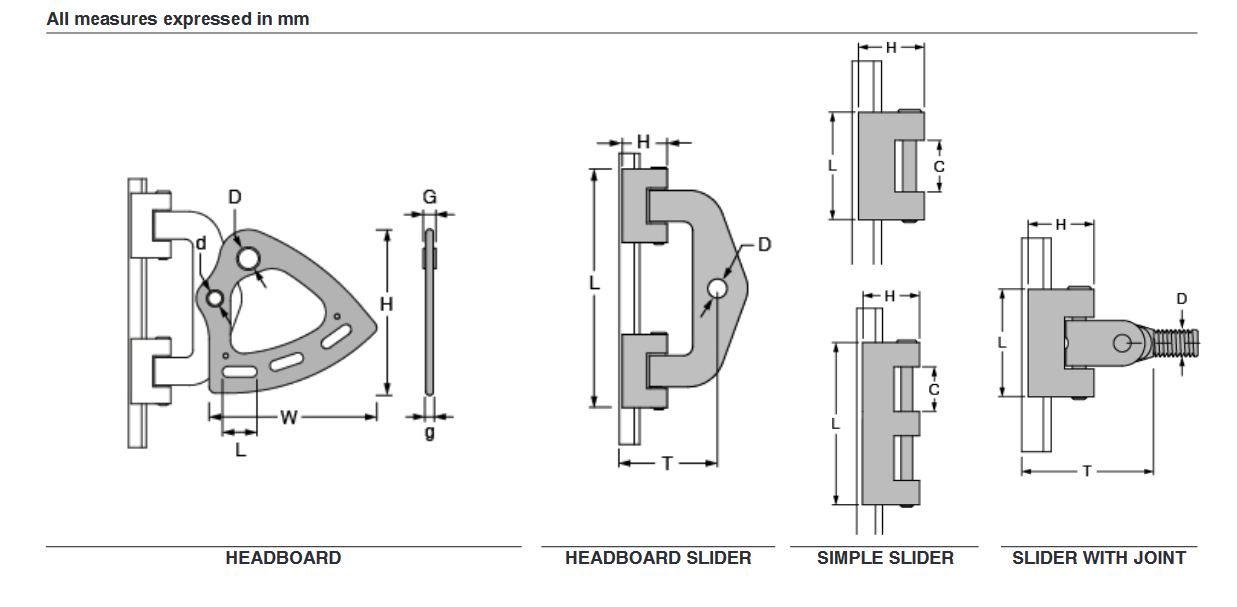 All measures expressed in mm
D
d
G
H
W
L
g
HEADBOARD
H
L
D
T
HEADBOARD SLIDER
H
L
C
H
L
C
SIMPLE SLIDER
H
D
L
T
SLIDER WITH JOINT